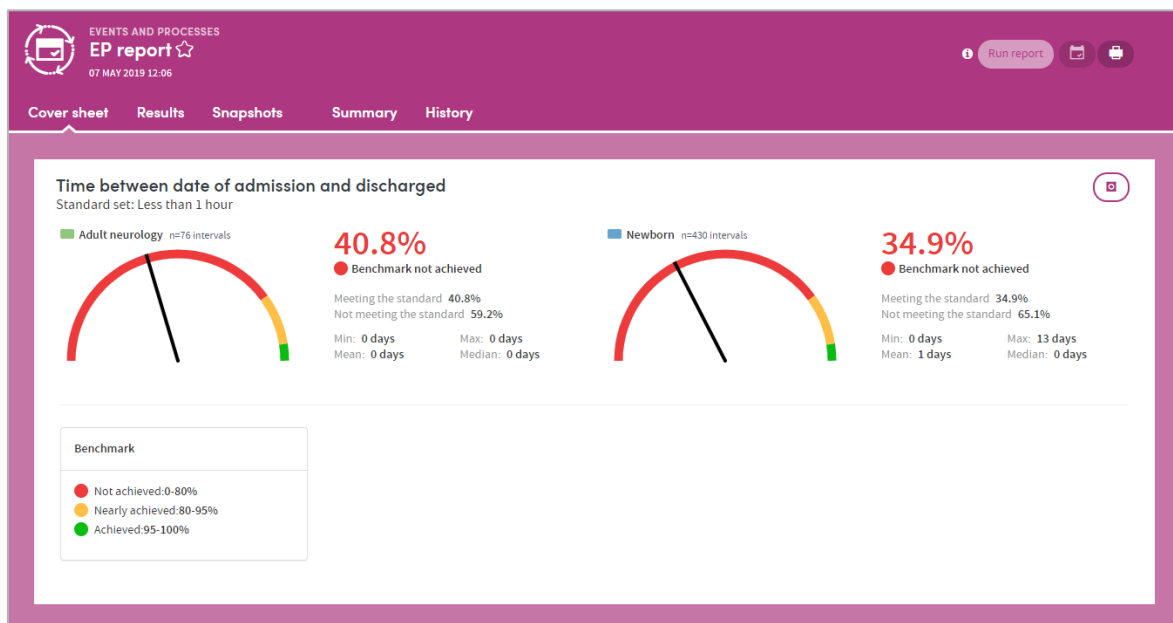 EVENTS AND PROCESSES
EP report
07 MAY 2019 12:06
Run report
Cover sheet Results Snapshots Summary History
Time between date of admission and discharged
Standard set: Less than 1 hour
Adult neurology n=76 intervals
40.8%
Benchmark not achieved
Meeting the standard 40.8%
Not meeting the standard 59.2%
Min: 0 days Max: 0 days
Mean: 0 days Median: 0 days
Newborn n=430 intervals
34.9%
Benchmark not achieved
Meeting the standard 34.9%
Not meeting the standard 65.1%
Min: 0 days Max: 13 days
Mean: 1 days Median: 0 days
Benchmark
Not achieved:0-80%
Nearly achieved:80-95%
Achieved:95-100%